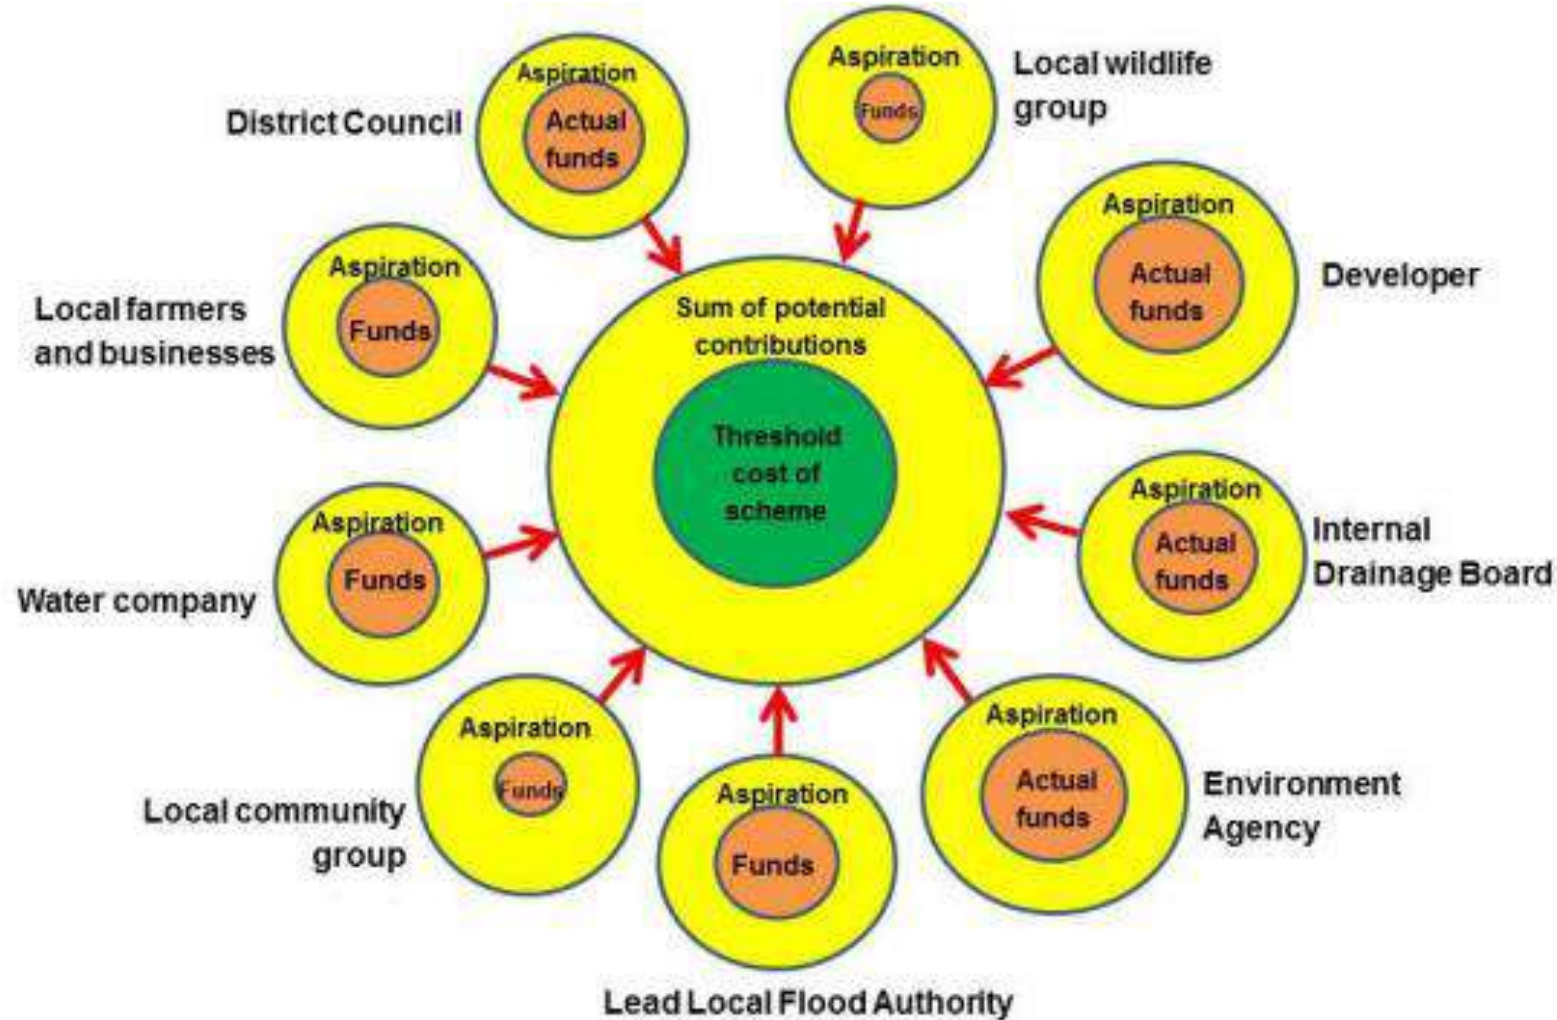 District Council
Aspiration
Actual
funds
Aspiration
Funds
Local wildlife
group
Aspiration
Actual
funds
Developer
Local farmers
and businesses
Aspiration
Funds
Sum of potential
contributions
Threshold
cost of
scheme
Aspiration
Actual
funds
Internal
Drainage Board
Water company
Aspiration
Funds
Local community
group
Aspiration
Funds
Aspiration
Funds
Lead Local Flood Authority
Aspiration
Actual
funds
Environment
Agency